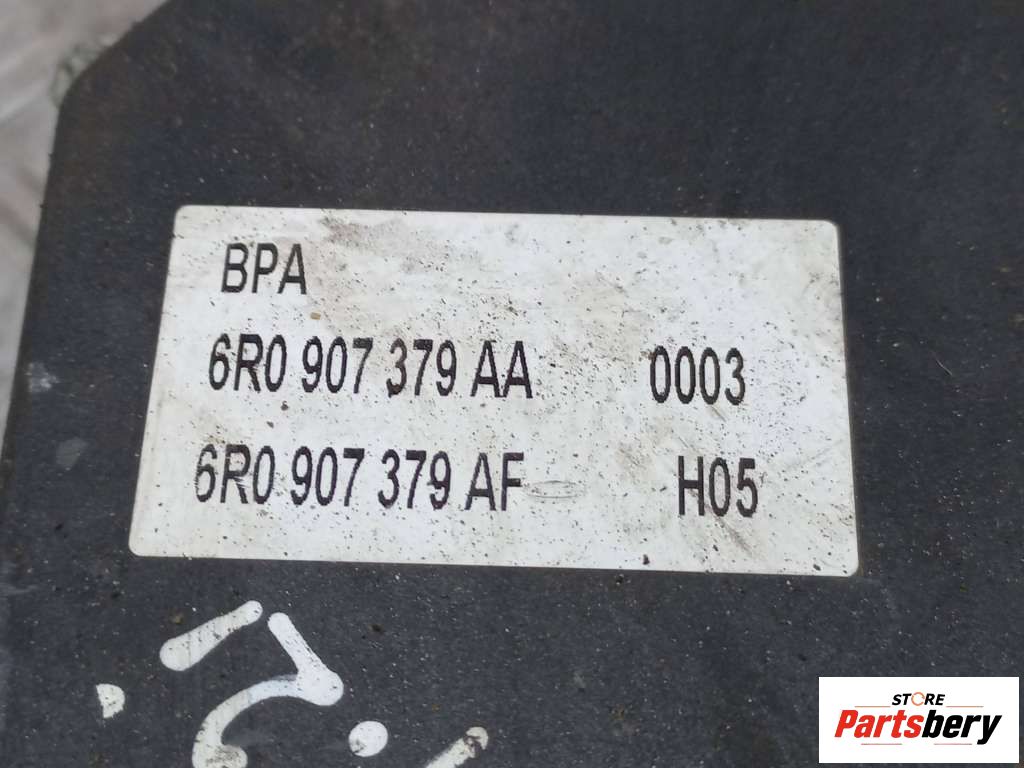 BPA
6R0 907 379 AA 0003
6R0 907 379 AF H05
STORE
Partsbery